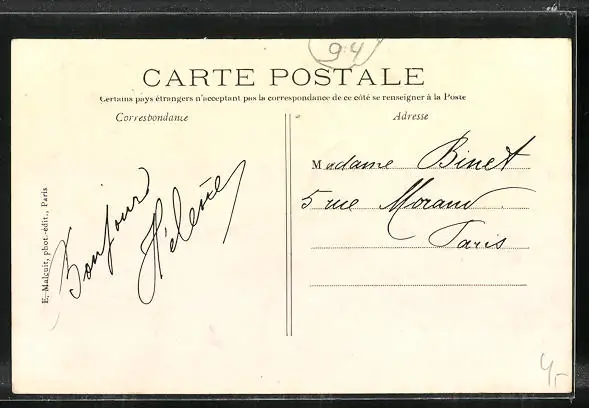 94
CARTE POSTALE
Certains pays étrangers n'acceptant pas la correspondance de ce côté se renseigner à la Poste
Correspondance
Adresse
E. Malcuit, phot.-édit., Paris
Bonjour
Hélène
Madame Binet
5 rue Morand
Paris
4,-